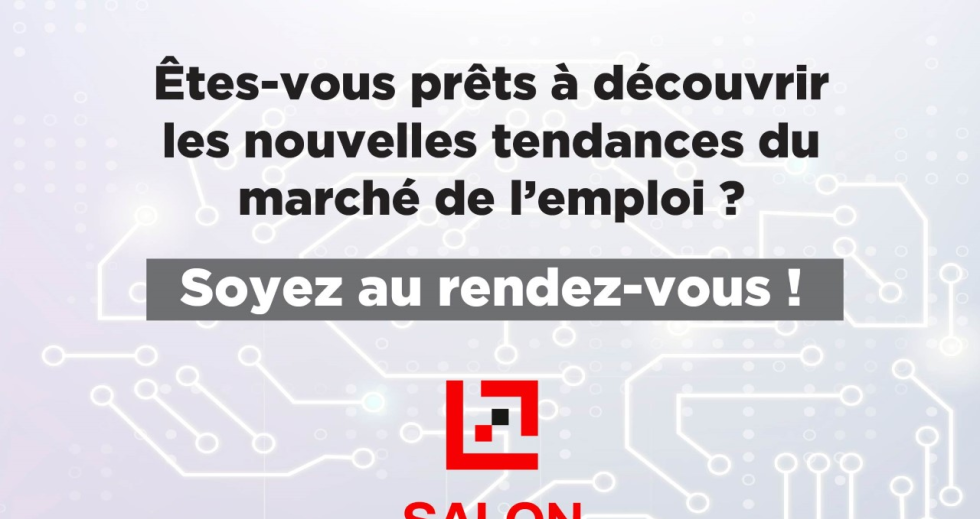 Êtes-vous prêts à découvrir
les nouvelles tendances du
marché de l’emploi ?
Soyez au rendez-vous !
SALON